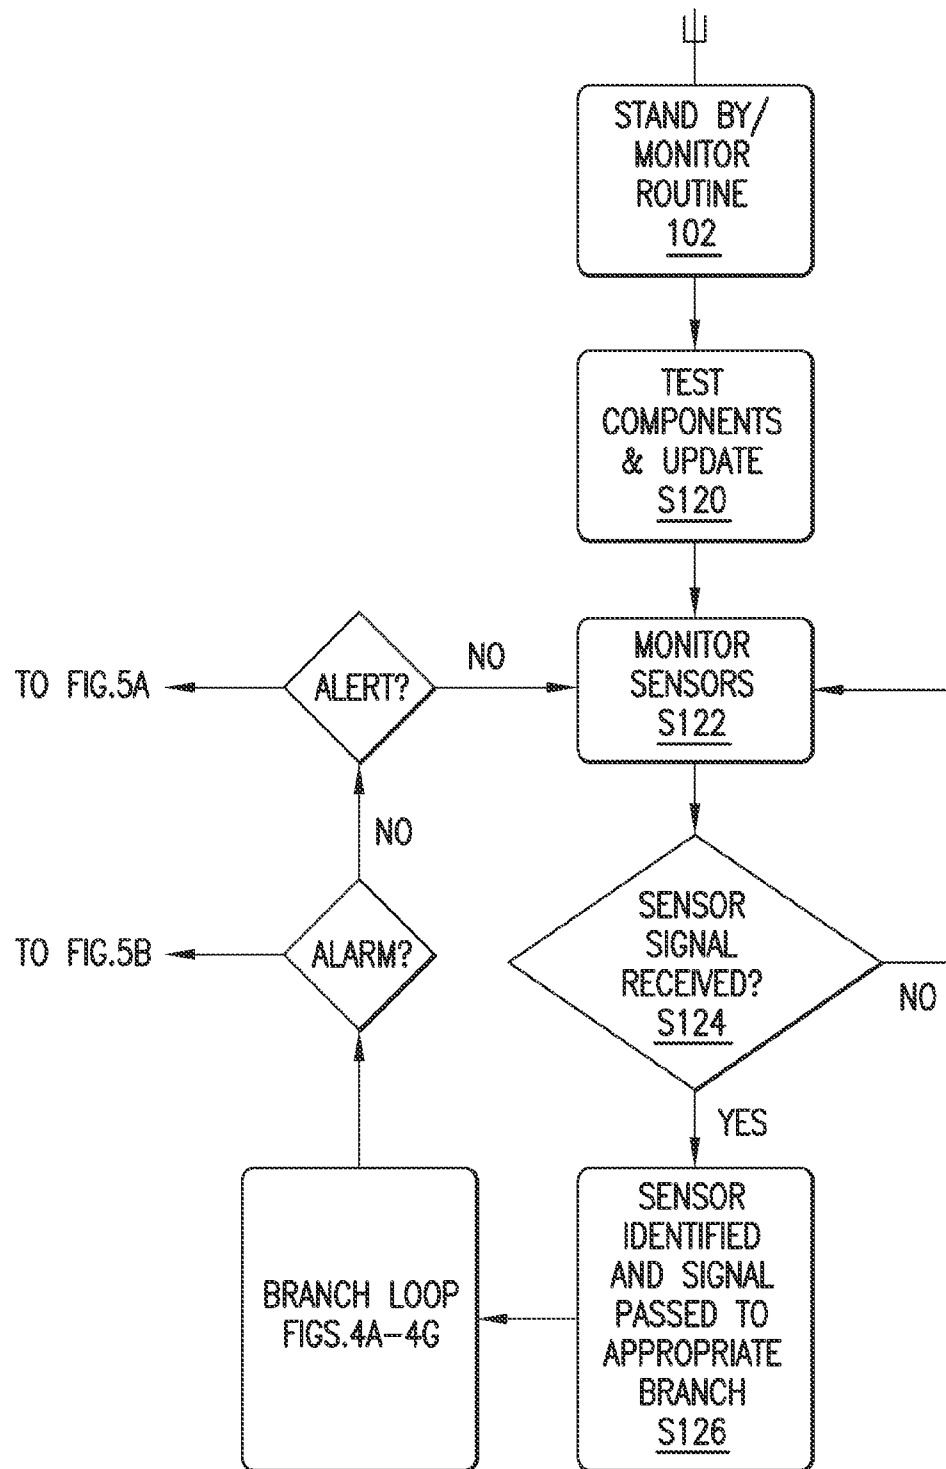 STAND BY/
MONITOR
ROUTINE
102
TEST
COMPONENTS
& UPDATE
S120
TO FIG.5A
ALERT?
NO
MONITOR
SENSORS
S122
NO
TO FIG.5B
ALARM?
SENSOR
SIGNAL
RECEIVED?
S124
NO
YES
BRANCH LOOP
FIGS.4A-4G
SENSOR
IDENTIFIED
AND SIGNAL
PASSED TO
APPROPRIATE
BRANCH
S126